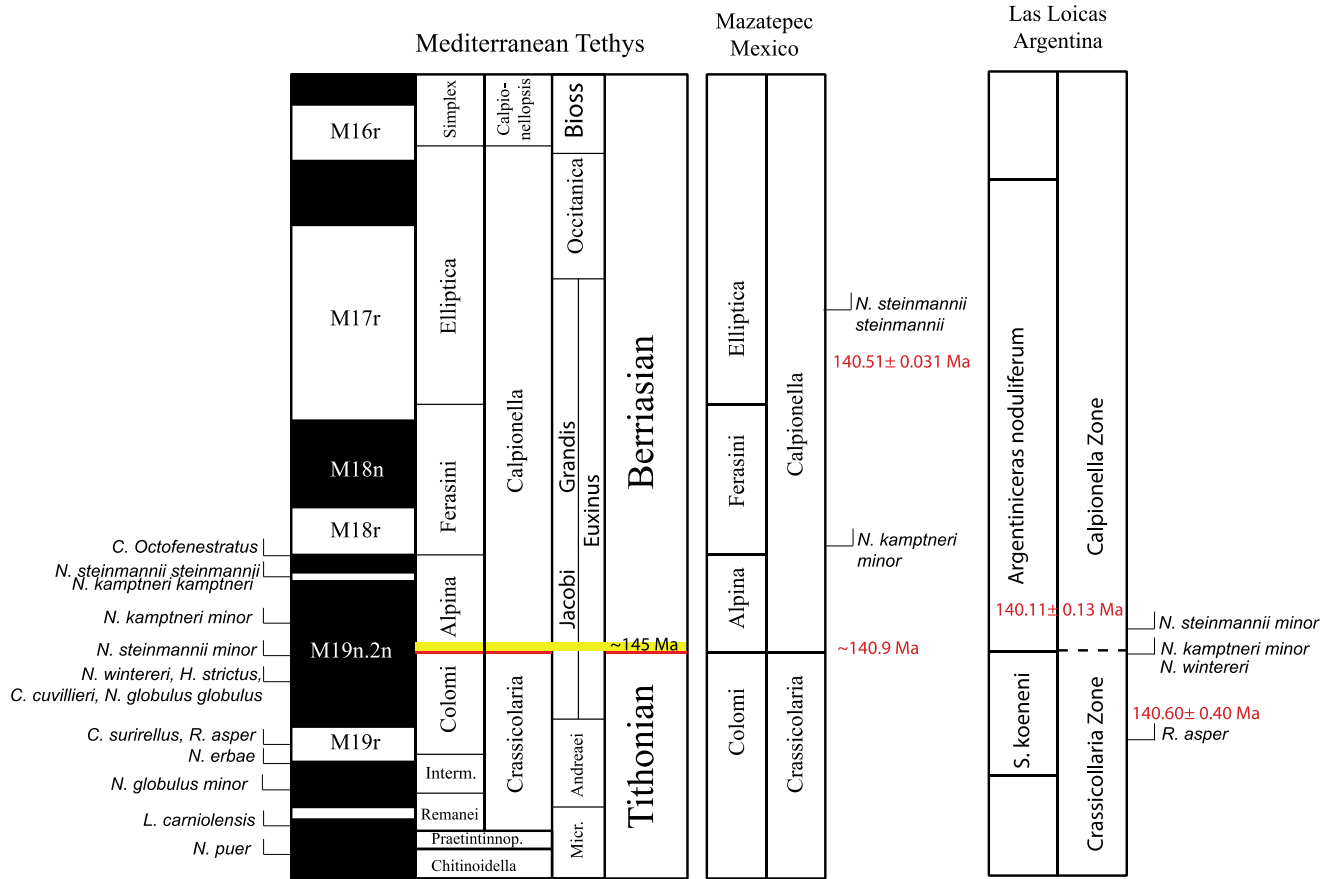 Mediterranean Tethys
Mazatepec
Mexico
Las Loicas
Argentina
M16r
M17r
M18n
M18r
M19n.2n
M19r
C. Octofenestratus
N. steinmannii steinmannii
N. kamptneri kamptneri
N. kamptneri minor
N. steinmannii minor
N. wintereri, H. strictus,
C. cuvillieri, N. globulus globulus
C. surirellus, R. asper
N. erbae
N. globulus minor
L. carniolensis
N. puer
Simplex
Elliptica
Ferasini
Alpina
Colomi
Interm.
Remanei
Praetintinnop.
Chitinoidella
Calpio-
nellopsis
Calpionella
Crassicolaria
Bioss
Occitanica
Jacobi Grandis
Euxinus
Andreaei
Micr.
Berriasian
~145 Ma
Tithonian
Elliptica
Ferasini
Alpina
Colomi
Calpionella
Crassicolaria
N. steinmannii
steinmannii
140.51± 0.031 Ma
N. kamptneri
minor
~140.9 Ma
Argentiniceras noduliferum
S. koeneni
Calpionella Zone
Crassicollaria Zone
140.11± 0.13 Ma
N. steinmannii minor
N. kamptneri minor
N. wintereri
140.60± 0.40 Ma
R. asper